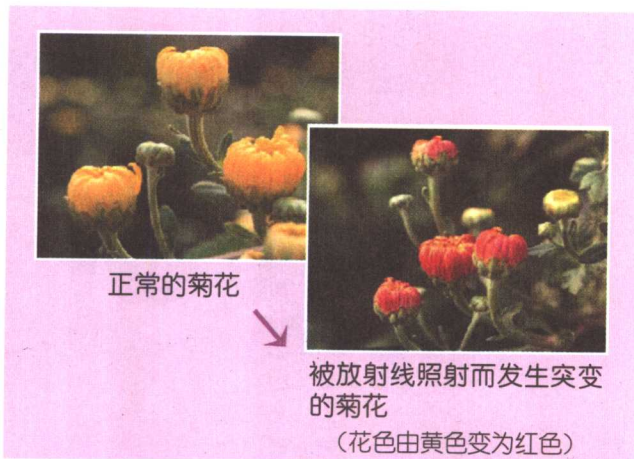 正常的菊花
被放射线照射而发生突变
的菊花
（花色由黄色变为红色）